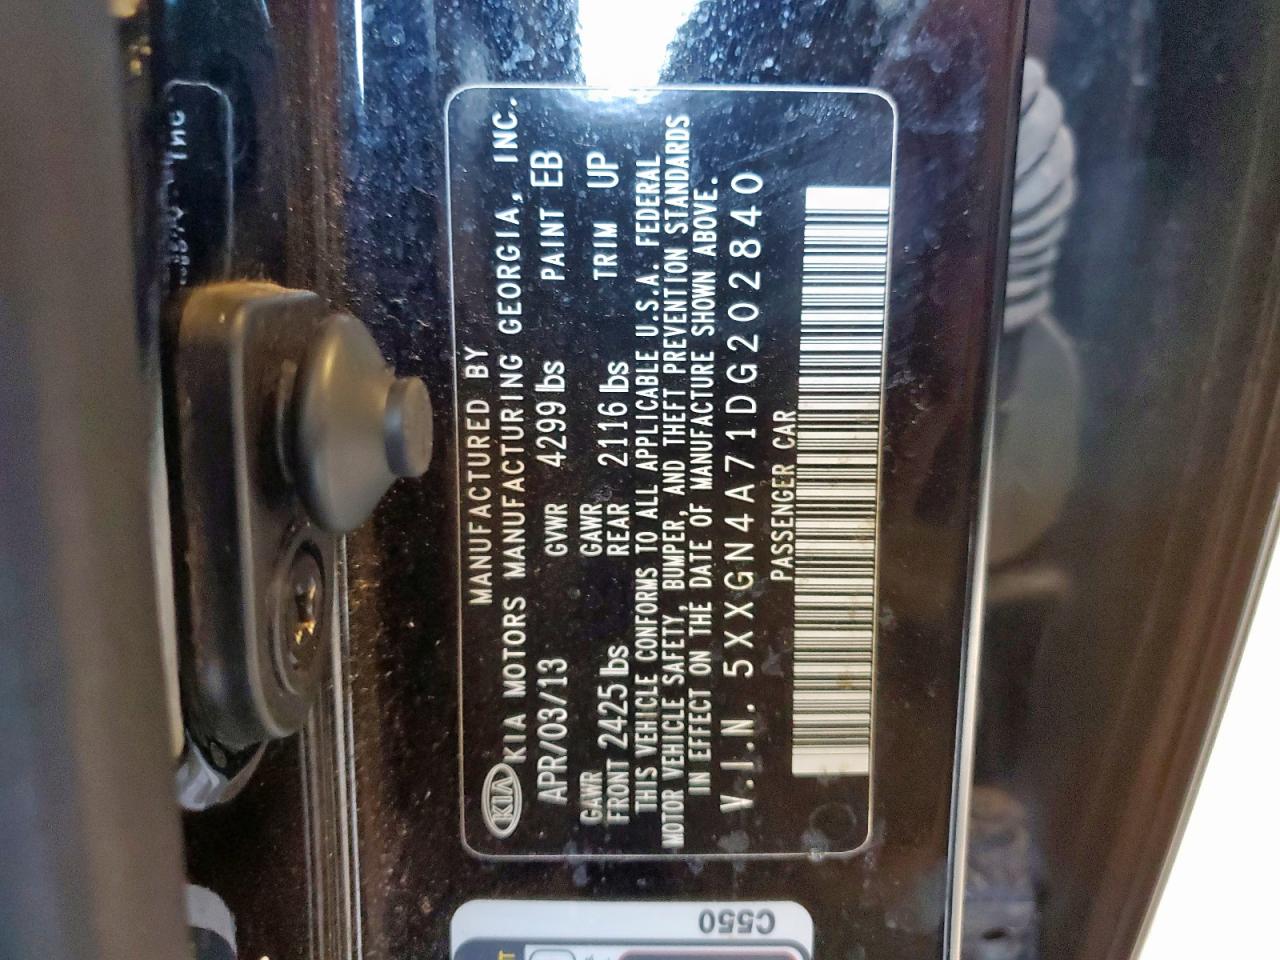 MANUFACTURED BY
KIA KIA MOTORS MANUFACTURING GEORGIA, INC.
APR/03/13 GVWR 4299 lbs PAINT EB
GAWR GAWR
FRONT 2425 lbs REAR 2116 lbs TRIM UP
THIS VEHICLE CONFORMS TO ALL APPLICABLE U.S.A. FEDERAL
MOTOR VEHICLE SAFETY, BUMPER, AND THEFT PREVENTION STANDARDS
IN EFFECT ON THE DATE OF MANUFACTURE SHOWN ABOVE.
V.I.N. 5XXGN4A71DG202840
PASSENGER CAR
C550